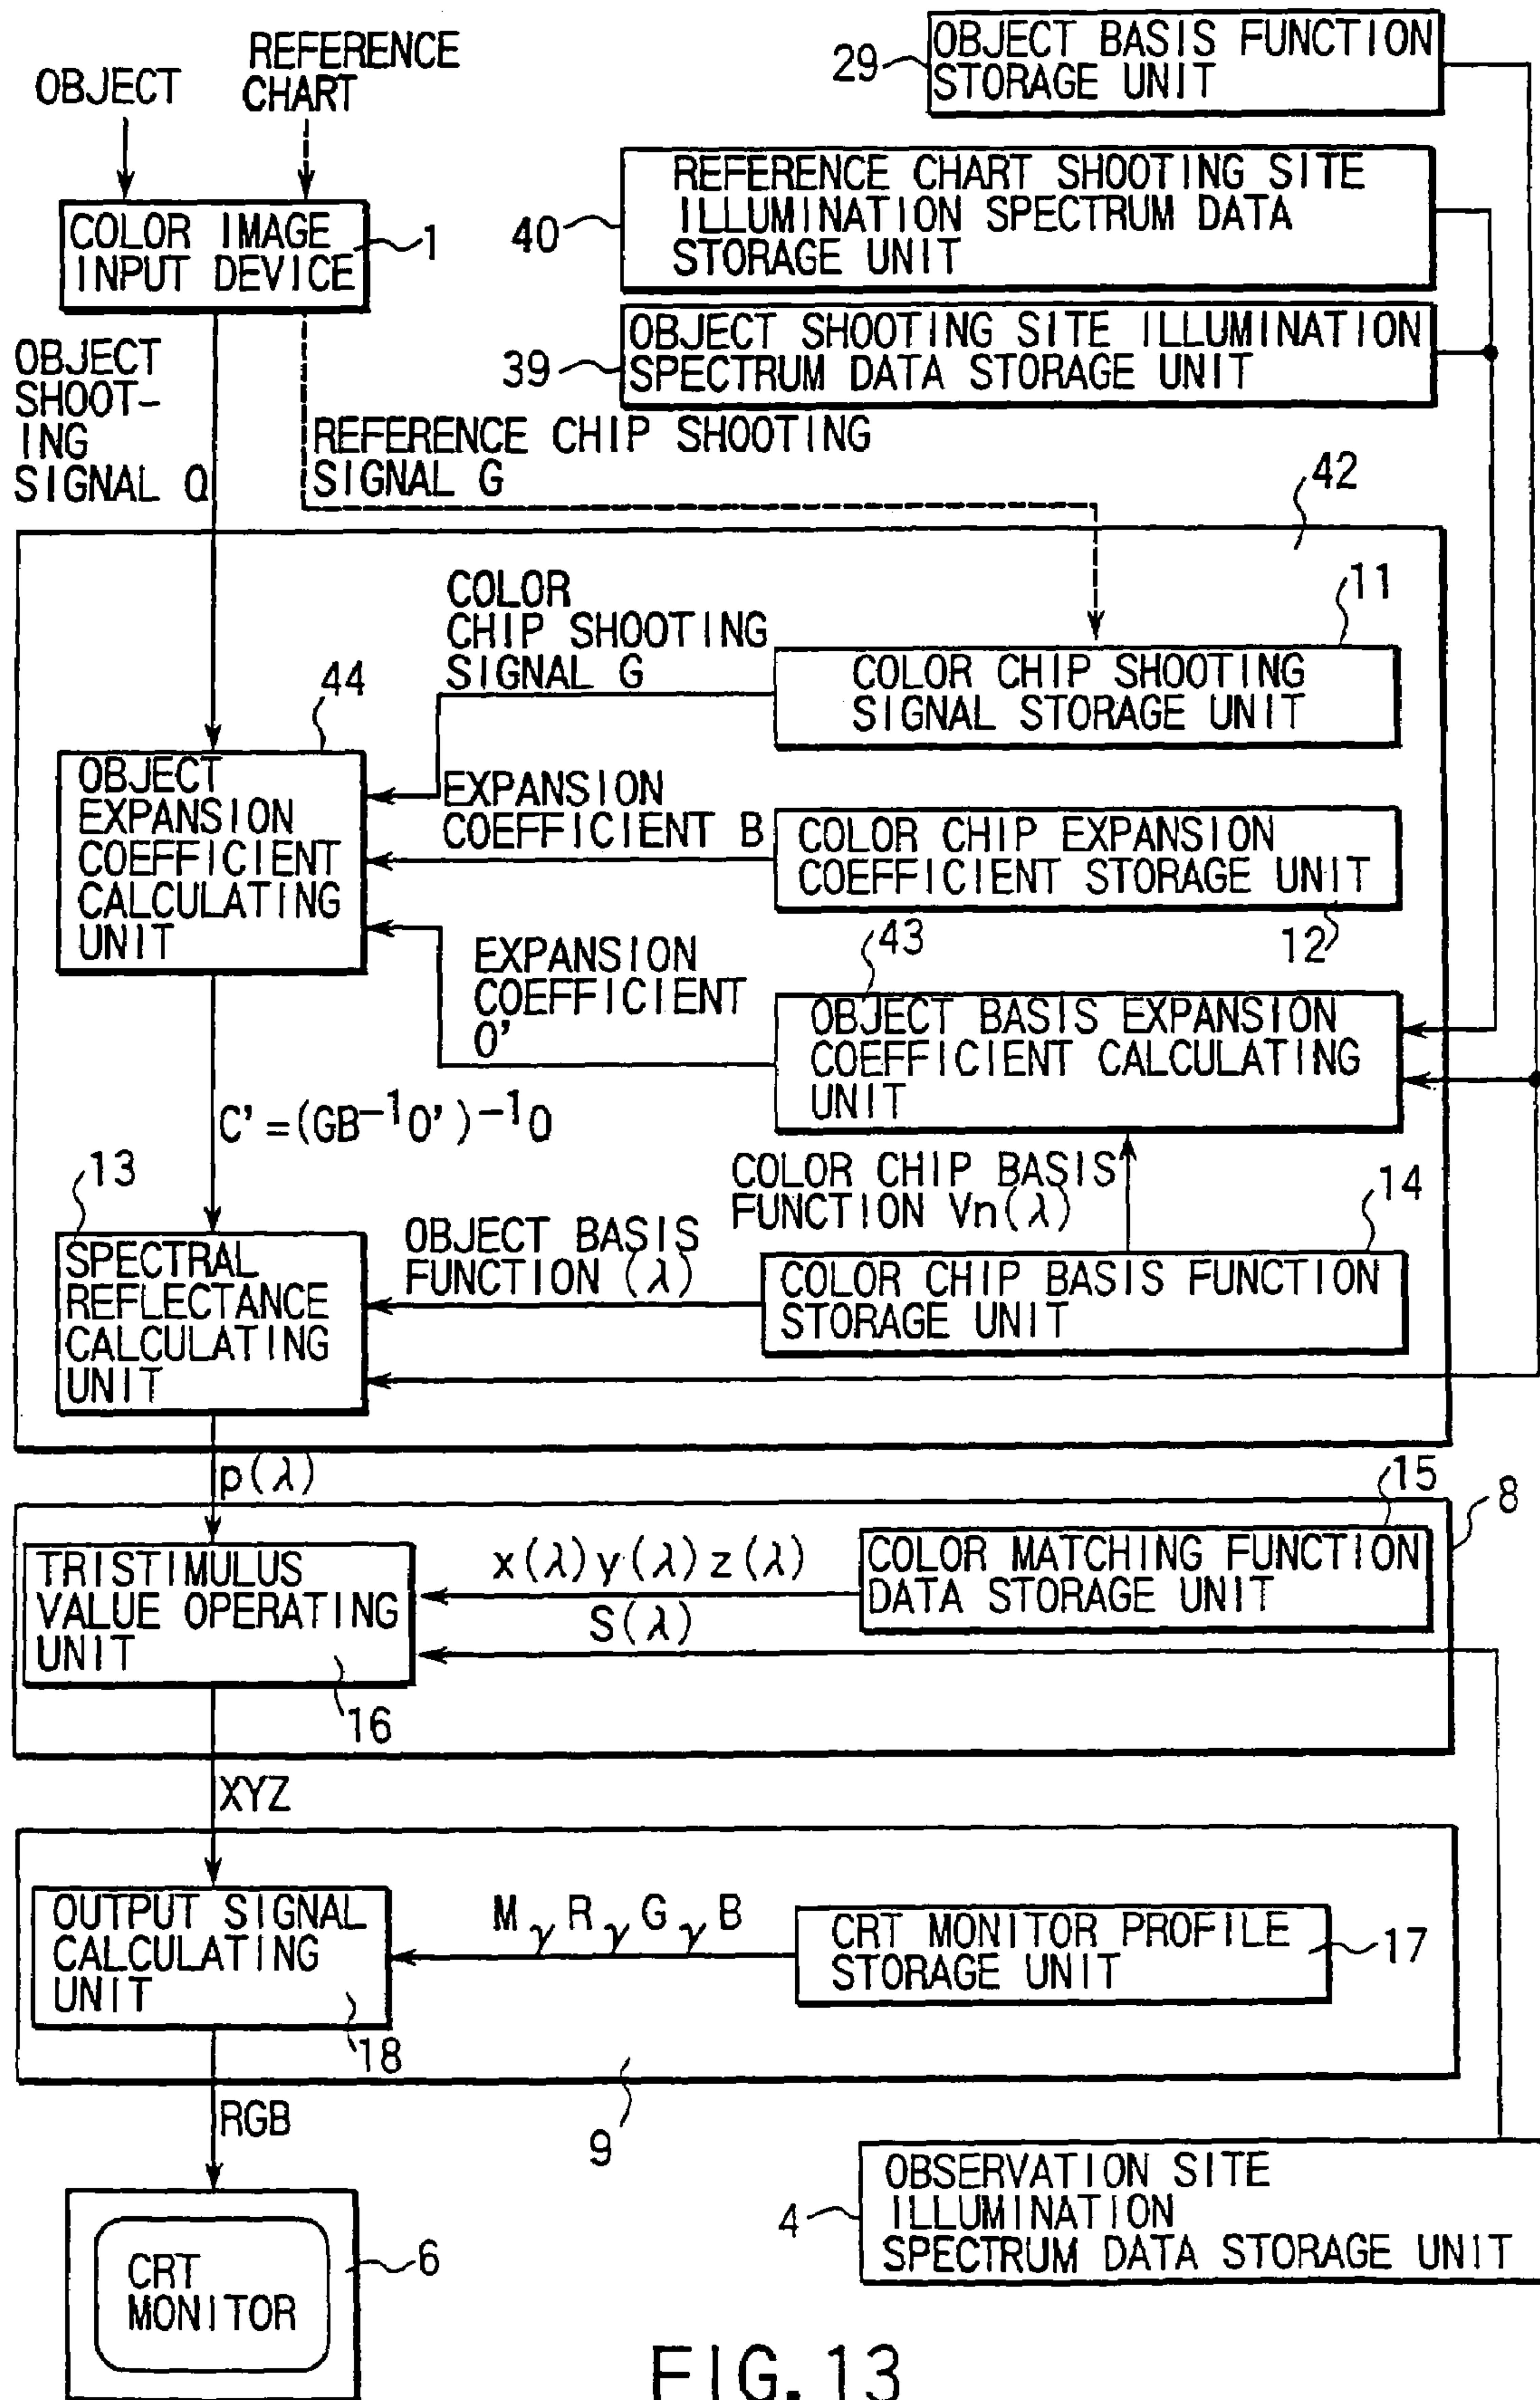 OBJECT
REFERENCE
CHART
29
OBJECT BASIS FUNCTION
STORAGE UNIT
COLOR IMAGE
INPUT DEVICE
1
40
REFERENCE CHART SHOOTING SITE
ILLUMINATION SPECTRUM DATA
STORAGE UNIT
39
OBJECT SHOOTING SITE ILLUMINATION
SPECTRUM DATA STORAGE UNIT
OBJECT
SHOOT-
ING
SIGNAL O
REFERENCE CHIP SHOOTING
SIGNAL G
42
COLOR
CHIP SHOOTING
SIGNAL G
11
COLOR CHIP SHOOTING
SIGNAL STORAGE UNIT
44
OBJECT
EXPANSION
COEFFICIENT
CALCULATING
UNIT
EXPANSION
COEFFICIENT B
COLOR CHIP EXPANSION
COEFFICIENT STORAGE UNIT
12
EXPANSION
COEFFICIENT
O'
43
OBJECT BASIS EXPANSION
COEFFICIENT CALCULATING
UNIT
C'=(GB⁻¹O')⁻¹O
COLOR CHIP BASIS
FUNCTION Vn(λ)
13
SPECTRAL
REFLECTANCE
CALCULATING
UNIT
OBJECT BASIS
FUNCTION (λ)
14
COLOR CHIP BASIS FUNCTION
STORAGE UNIT
p(λ)
15
8
TRISTIMULUS
VALUE OPERATING
UNIT
16
x(λ)y(λ)z(λ)
S(λ)
COLOR MATCHING FUNCTION
DATA STORAGE UNIT
XYZ
OUTPUT SIGNAL
CALCULATING
UNIT
18
M γ R γ G γ B
CRT MONITOR PROFILE
STORAGE UNIT
17
9
RGB
4
OBSERVATION SITE
ILLUMINATION
SPECTRUM DATA STORAGE UNIT
CRT
MONITOR
6
FIG. 13